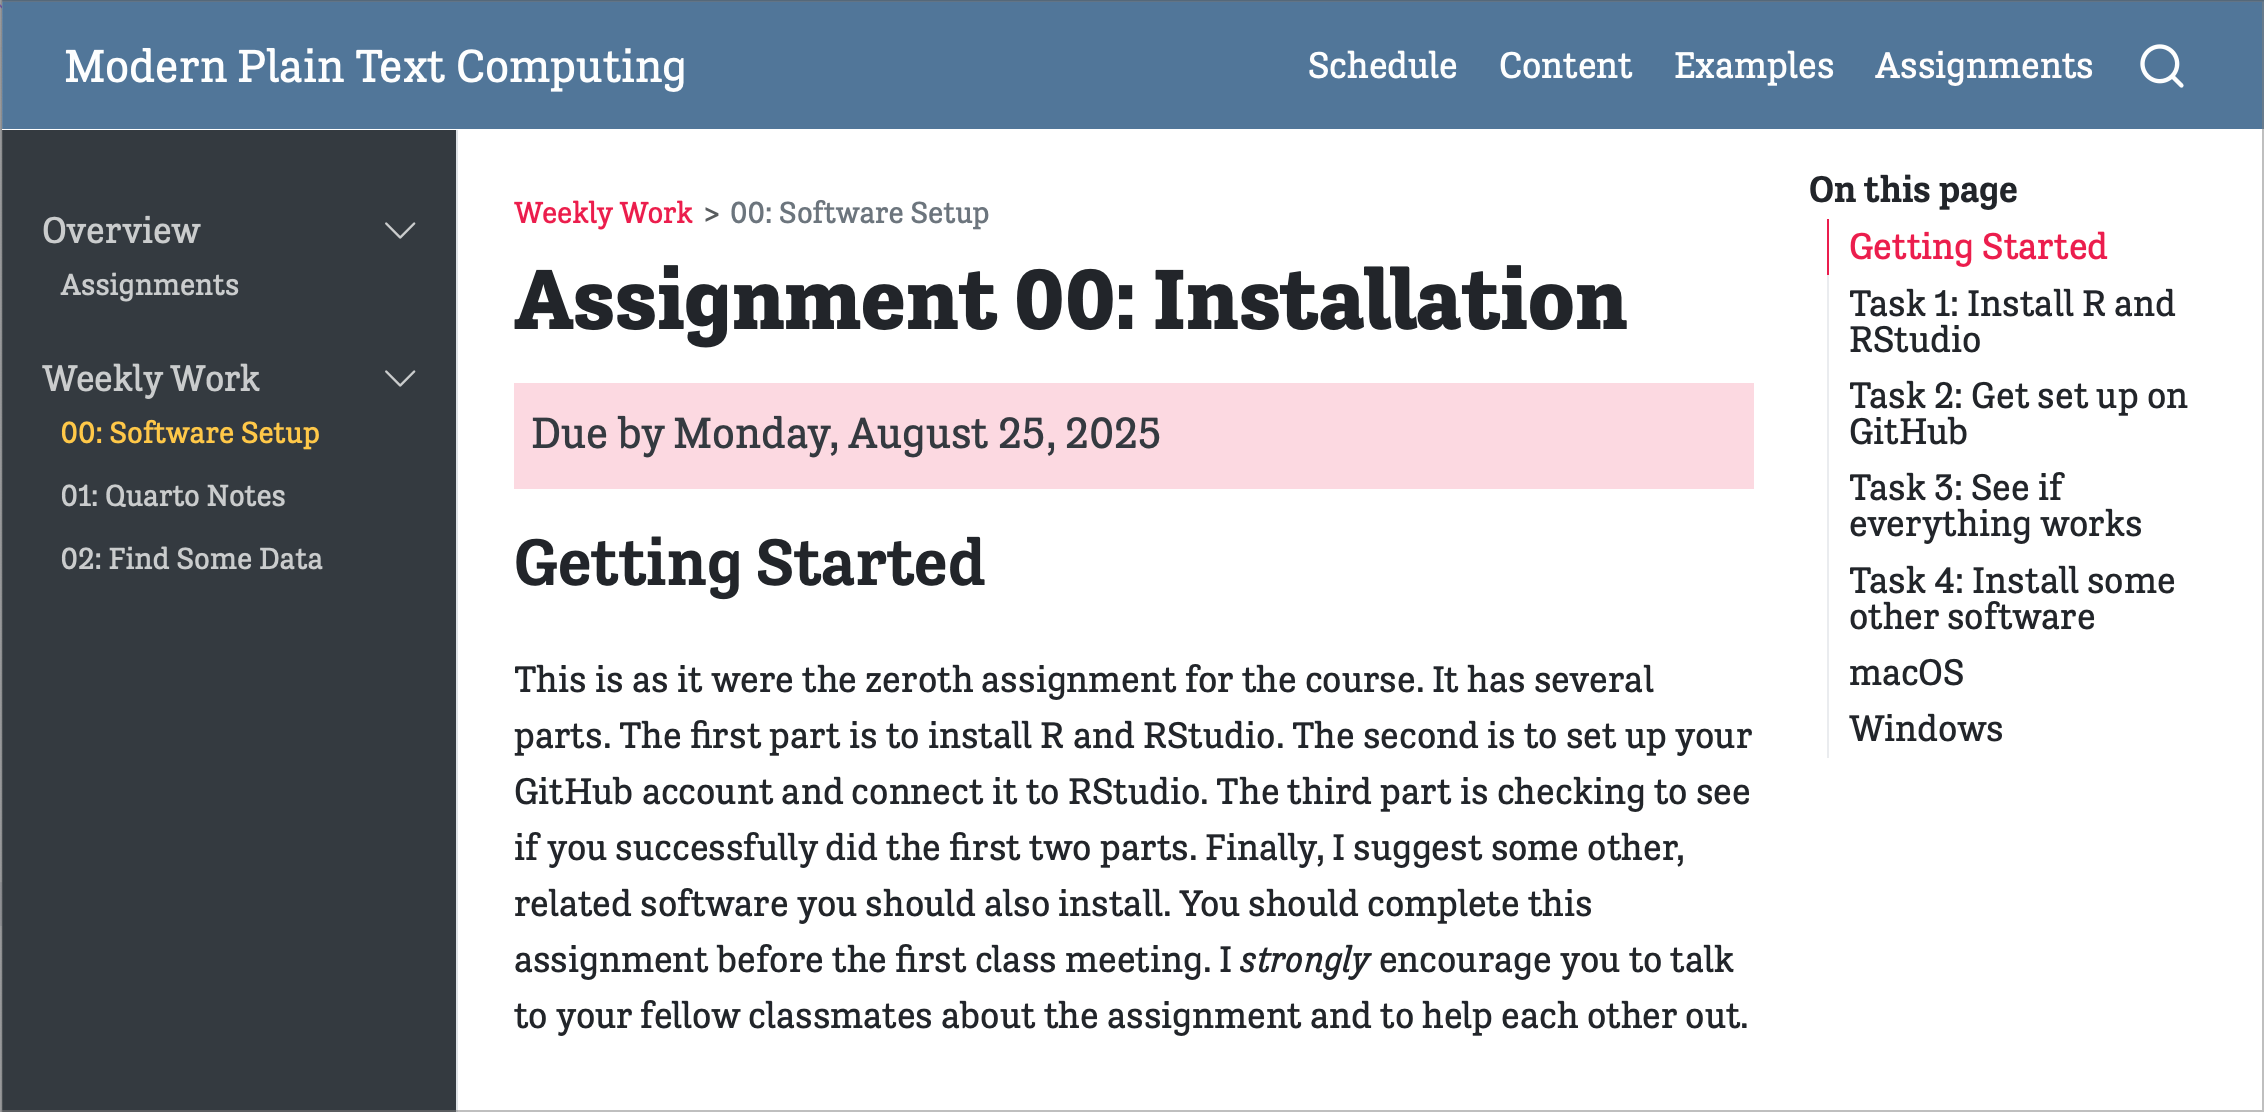 Modern Plain Text Computing
Schedule
Content
Examples
Assignments
Overview
Assignments
Weekly Work
00: Software Setup
01: Quarto Notes
02: Find Some Data
Weekly Work > 00: Software Setup
Assignment 00: Installation
Due by Monday, August 25, 2025
Getting Started
This is as it were the zeroth assignment for the course. It has several
parts. The first part is to install R and RStudio. The second is to set up your
GitHub account and connect it to RStudio. The third part is checking to see
if you successfully did the first two parts. Finally, I suggest some other,
related software you should also install. You should complete this
assignment before the first class meeting. I strongly encourage you to talk
to your fellow classmates about the assignment and to help each other out.
On this page
Getting Started
Task 1: Install R and
RStudio
Task 2: Get set up on
GitHub
Task 3: See if
everything works
Task 4: Install some
other software
macOS
Windows